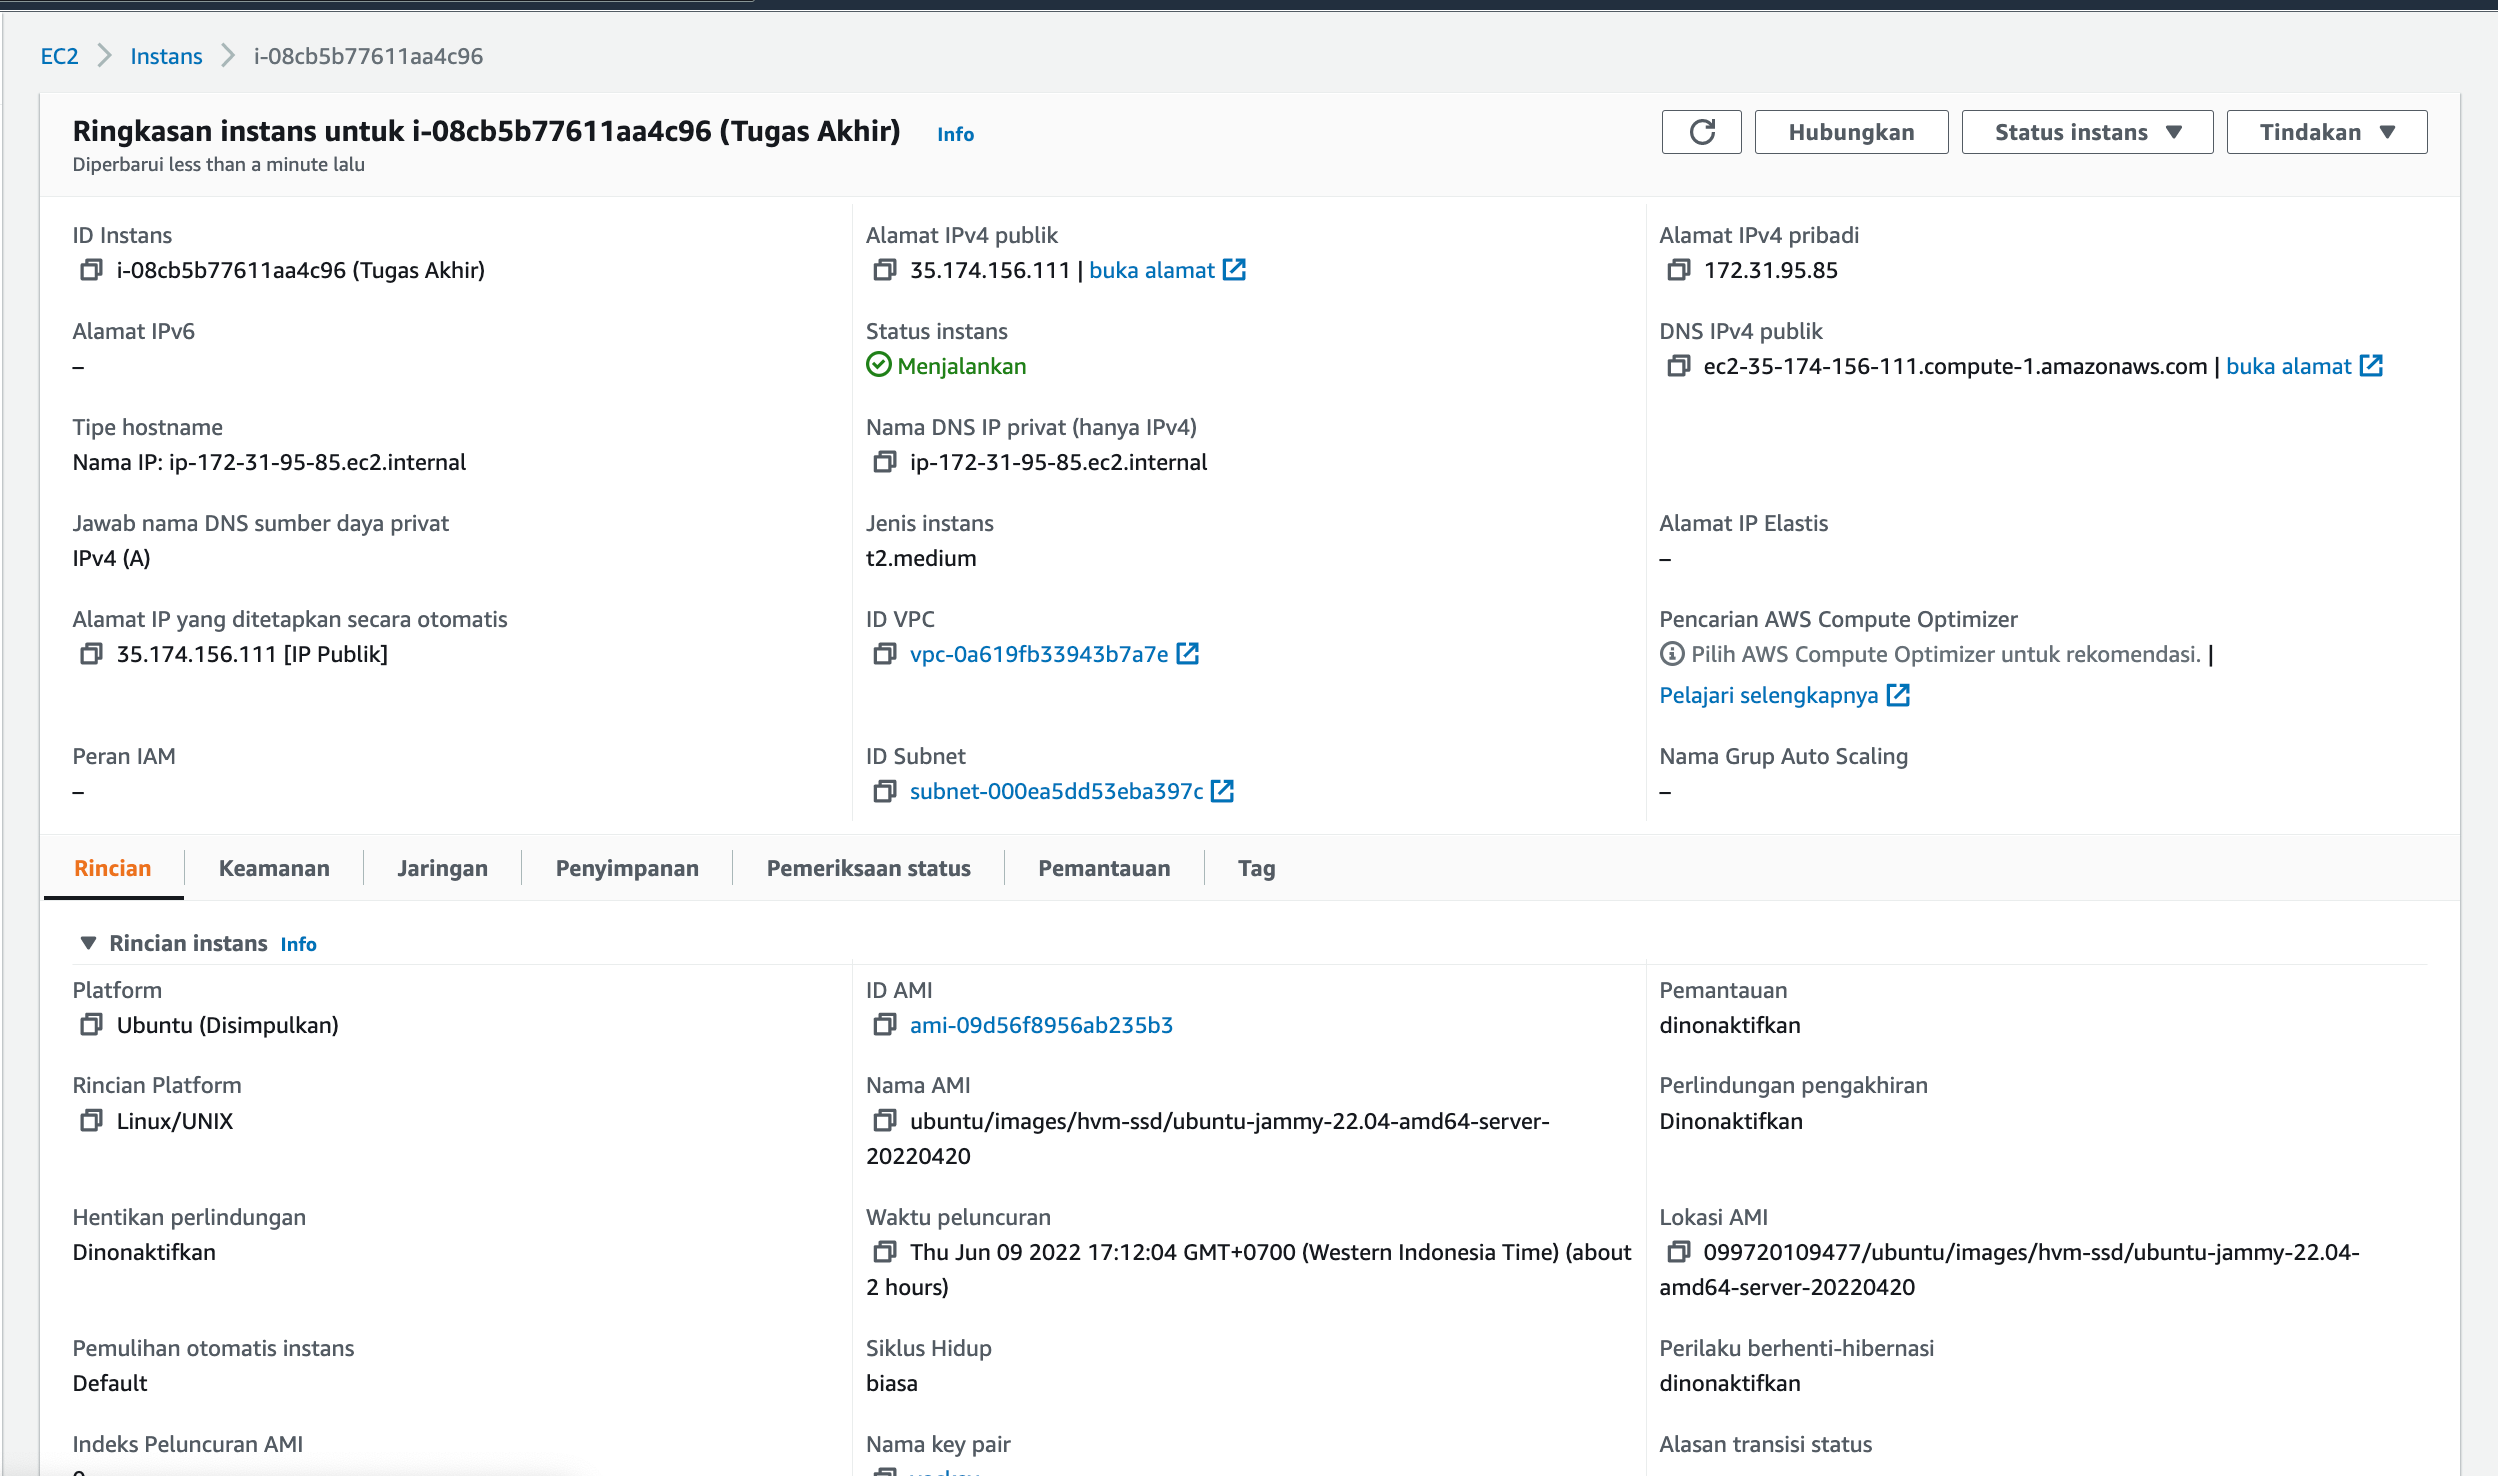 EC2 Instans i-08cb5b77611aa4c96
Ringkasan instans untuk i-08cb5b77611aa4c96 (Tugas Akhir) Info
Diperbarui less than a minute lalu
Hubungkan
Status instans
Tindakan
ID Instans
i-08cb5b77611aa4c96 (Tugas Akhir)
Alamat IPv4 publik
35.174.156.111 | buka alamat
Alamat IPv4 pribadi
172.31.95.85
Alamat IPv6
–
Status instans
Menjalankan
DNS IPv4 publik
ec2-35-174-156-111.compute-1.amazonaws.com | buka alamat
Tipe hostname
Nama IP: ip-172-31-95-85.ec2.internal
Nama DNS IP privat (hanya IPv4)
ip-172-31-95-85.ec2.internal
Jawab nama DNS sumber daya privat
IPv4 (A)
Jenis instans
t2.medium
Alamat IP Elastis
–
Alamat IP yang ditetapkan secara otomatis
35.174.156.111 [IP Publik]
ID VPC
vpc-0a619fb33943b7a7e
Pencarian AWS Compute Optimizer
Pilih AWS Compute Optimizer untuk rekomendasi. |
Pelajari selengkapnya
Peran IAM
–
ID Subnet
subnet-000ea5dd53eba397c
Nama Grup Auto Scaling
–
Rincian Keamanan Jaringan Penyimpanan Pemeriksaan status Pemantauan Tag
Rincian instans Info
Platform
Ubuntu (Disimpulkan)
ID AMI
ami-09d56f8956ab235b3
Pemantauan
dinonaktifkan
Rincian Platform
Linux/UNIX
Nama AMI
ubuntu/images/hvm-ssd/ubuntu-jammy-22.04-amd64-server-
20220420
Perlindungan pengakhiran
Dinonaktifkan
Hentikan perlindungan
Dinonaktifkan
Waktu peluncuran
Thu Jun 09 2022 17:12:04 GMT+0700 (Western Indonesia Time) (about
2 hours)
Lokasi AMI
099720109477/ubuntu/images/hvm-ssd/ubuntu-jammy-22.04-
amd64-server-20220420
Pemulihan otomatis instans
Default
Siklus Hidup
biasa
Perilaku berhenti-hibernasi
dinonaktifkan
Indeks Peluncuran AMI
Nama key pair
Alasan transisi status